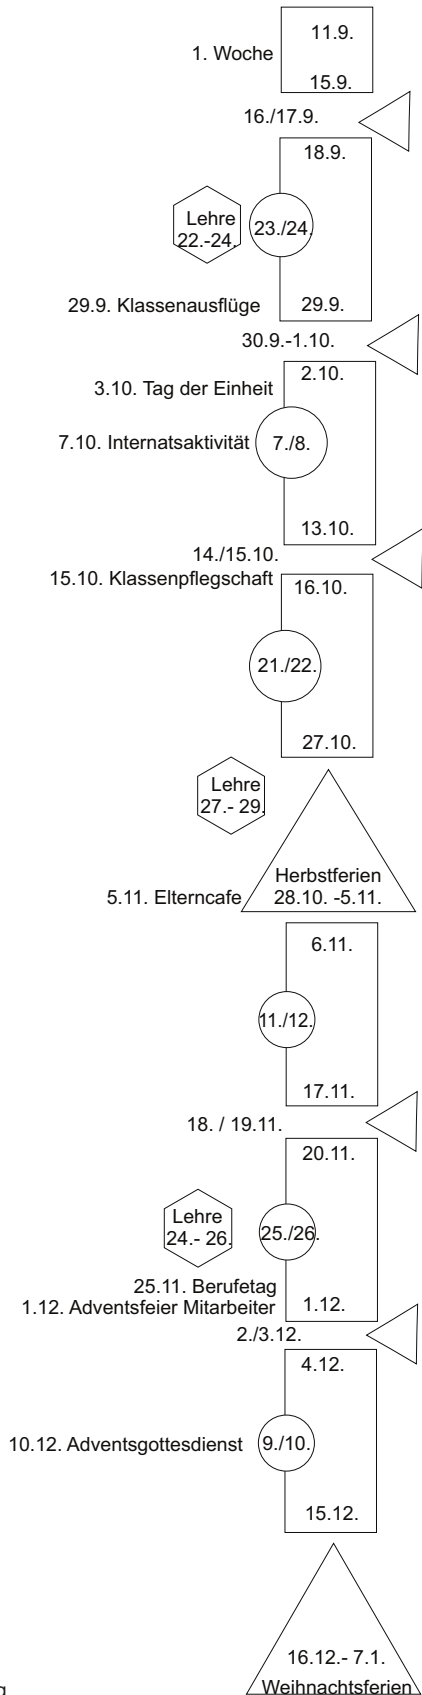 11.9.
1. Woche
15.9.
16./17.9.
18.9.
Lehre
22.-24.
23./24.
29.9. Klassenausflüge
29.9.
30.9.-1.10.
2.10.
3.10. Tag der Einheit
7.10. Internatsaktivität
7./8.
13.10.
14./15.10.
15.10. Klassenpflegschaft
16.10.
21./22.
27.10.
Lehre
27.- 29.
Herbstferien
5.11. Elterncafe
28.10. -5.11.
6.11.
11./12.
17.11.
18. / 19.11.
20.11.
Lehre
24.- 26.
25./26.
25.11. Berufetag
1.12. Adventsfeier Mitarbeiter
1.12.
2./3.12.
4.12.
10.12. Adventsgottesdienst
9./10.
15.12.
16.12.- 7.1.
Weihnachtsferien